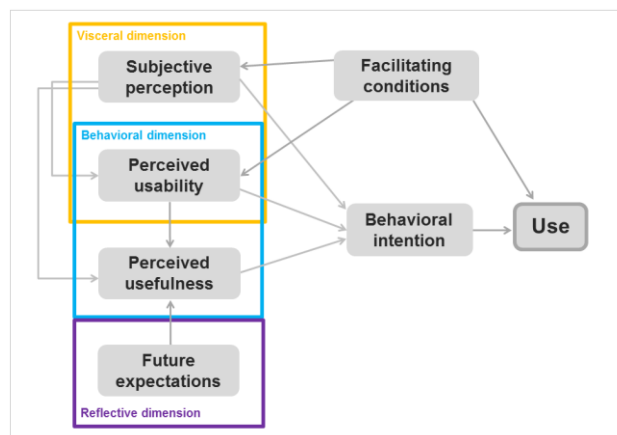 Visceral dimension
Subjective
perception
Facilitating
conditions
Behavioral dimension
Perceived
usability
Behavioral
intention
Use
Perceived
usefulness
Future
expectations
Reflective dimension